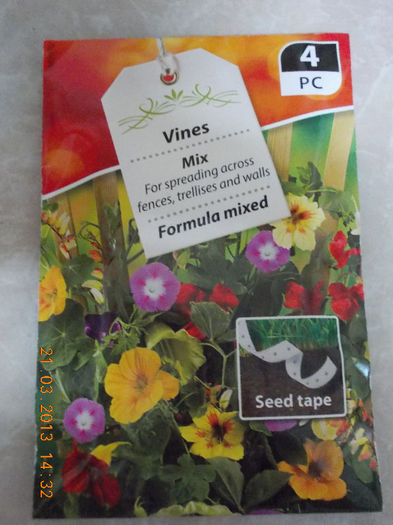 4
PC
Vines
Mix
For spreading across
fences, trellises and walls
Formula mixed
Seed tape
21 03 2013 14:32